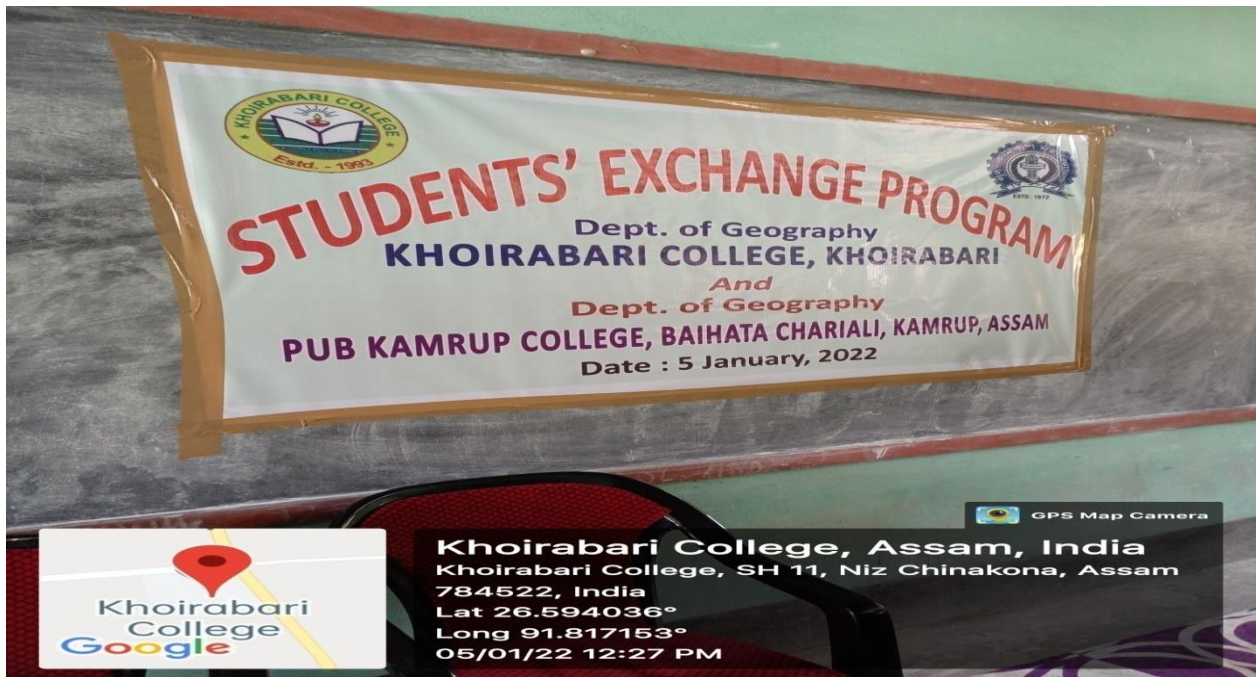 KHOIRABARI COLLEGE
Estd. - 1993
ESTD : 1972
STUDENTS' EXCHANGE PROGRAM
Dept. of Geography
KHOIRABARI COLLEGE, KHOIRABARI
And
Dept. of Geography
PUB KAMRUP COLLEGE, BAIHATA CHARIALI, KAMRUP, ASSAM
Date : 5 January, 2022
GPS Map Camera
Khoirabari
College
Google
Khoirabari College, Assam, India
Khoirabari College, SH 11, Niz Chinakona, Assam
784522, India
Lat 26.594036°
Long 91.817153°
05/01/22 12:27 PM